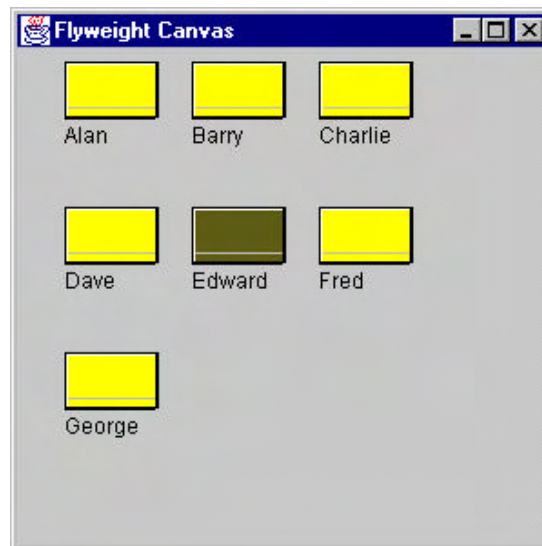 Flyweight Canvas
Alan Barry Charlie
Dave Edward Fred
George